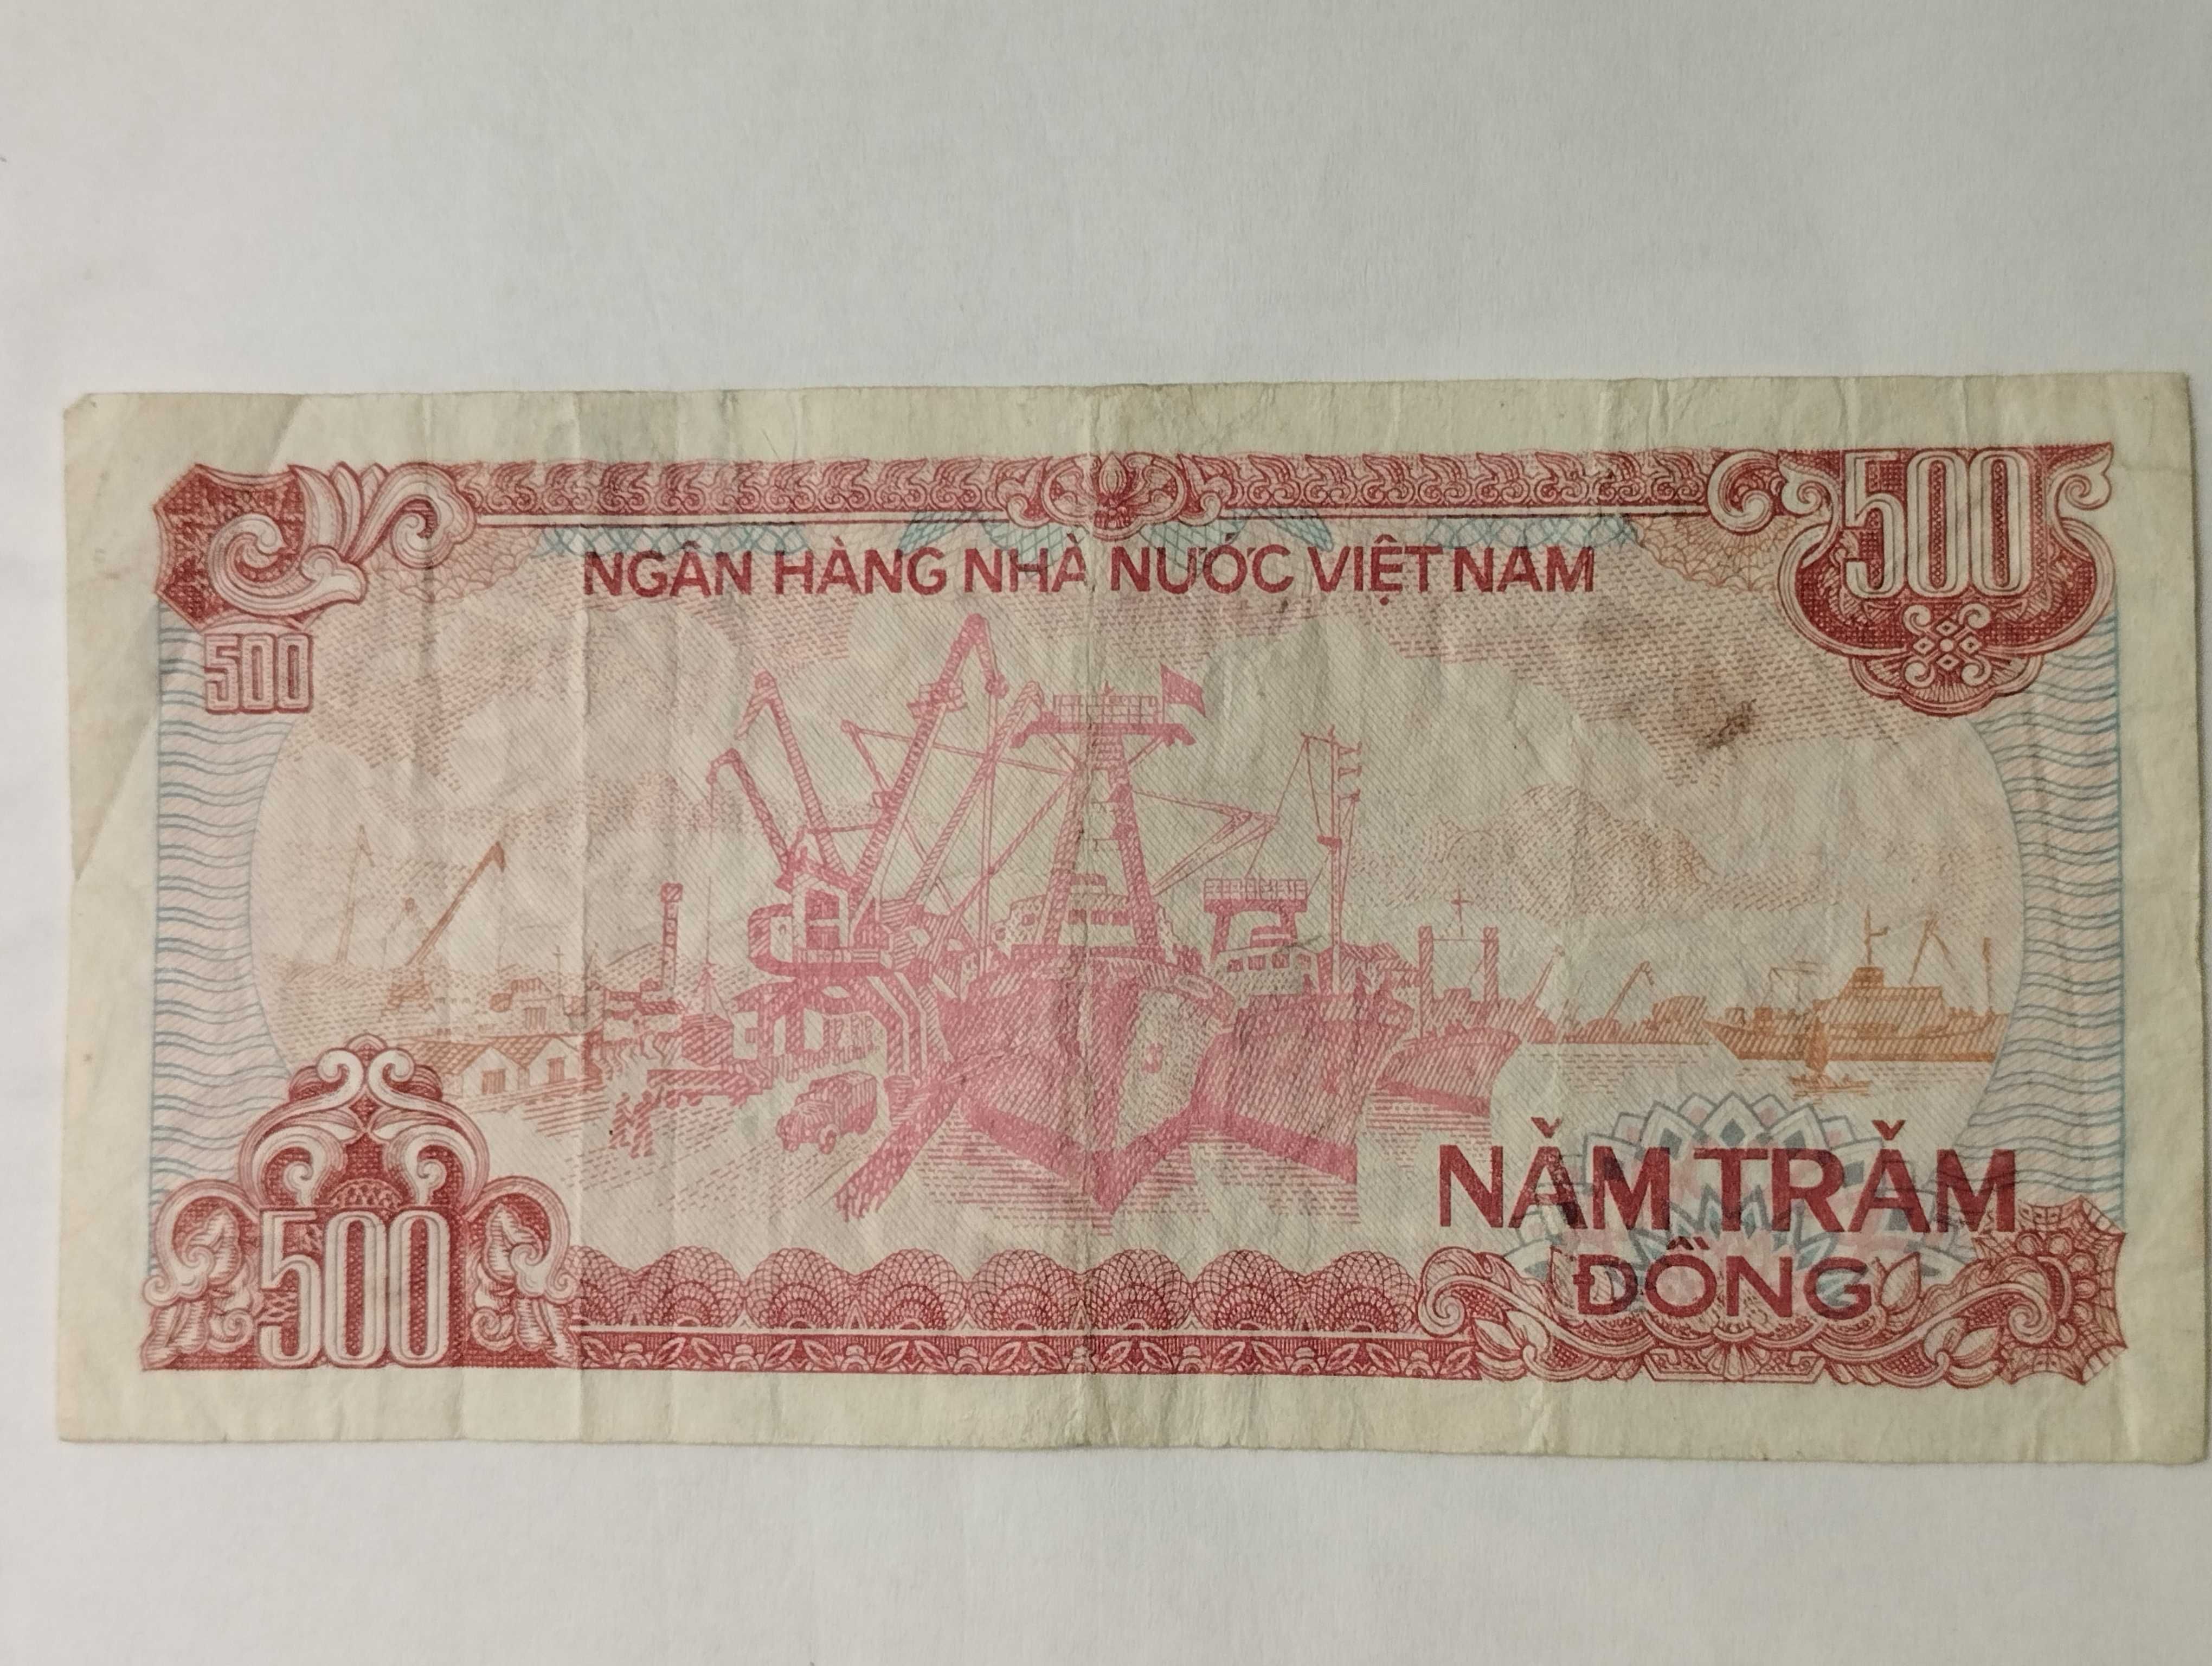 500
NGÂN HÀNG NHÀ NƯỚC VIỆT NAM
500
NĂM TRĂM
ĐỒNG
500